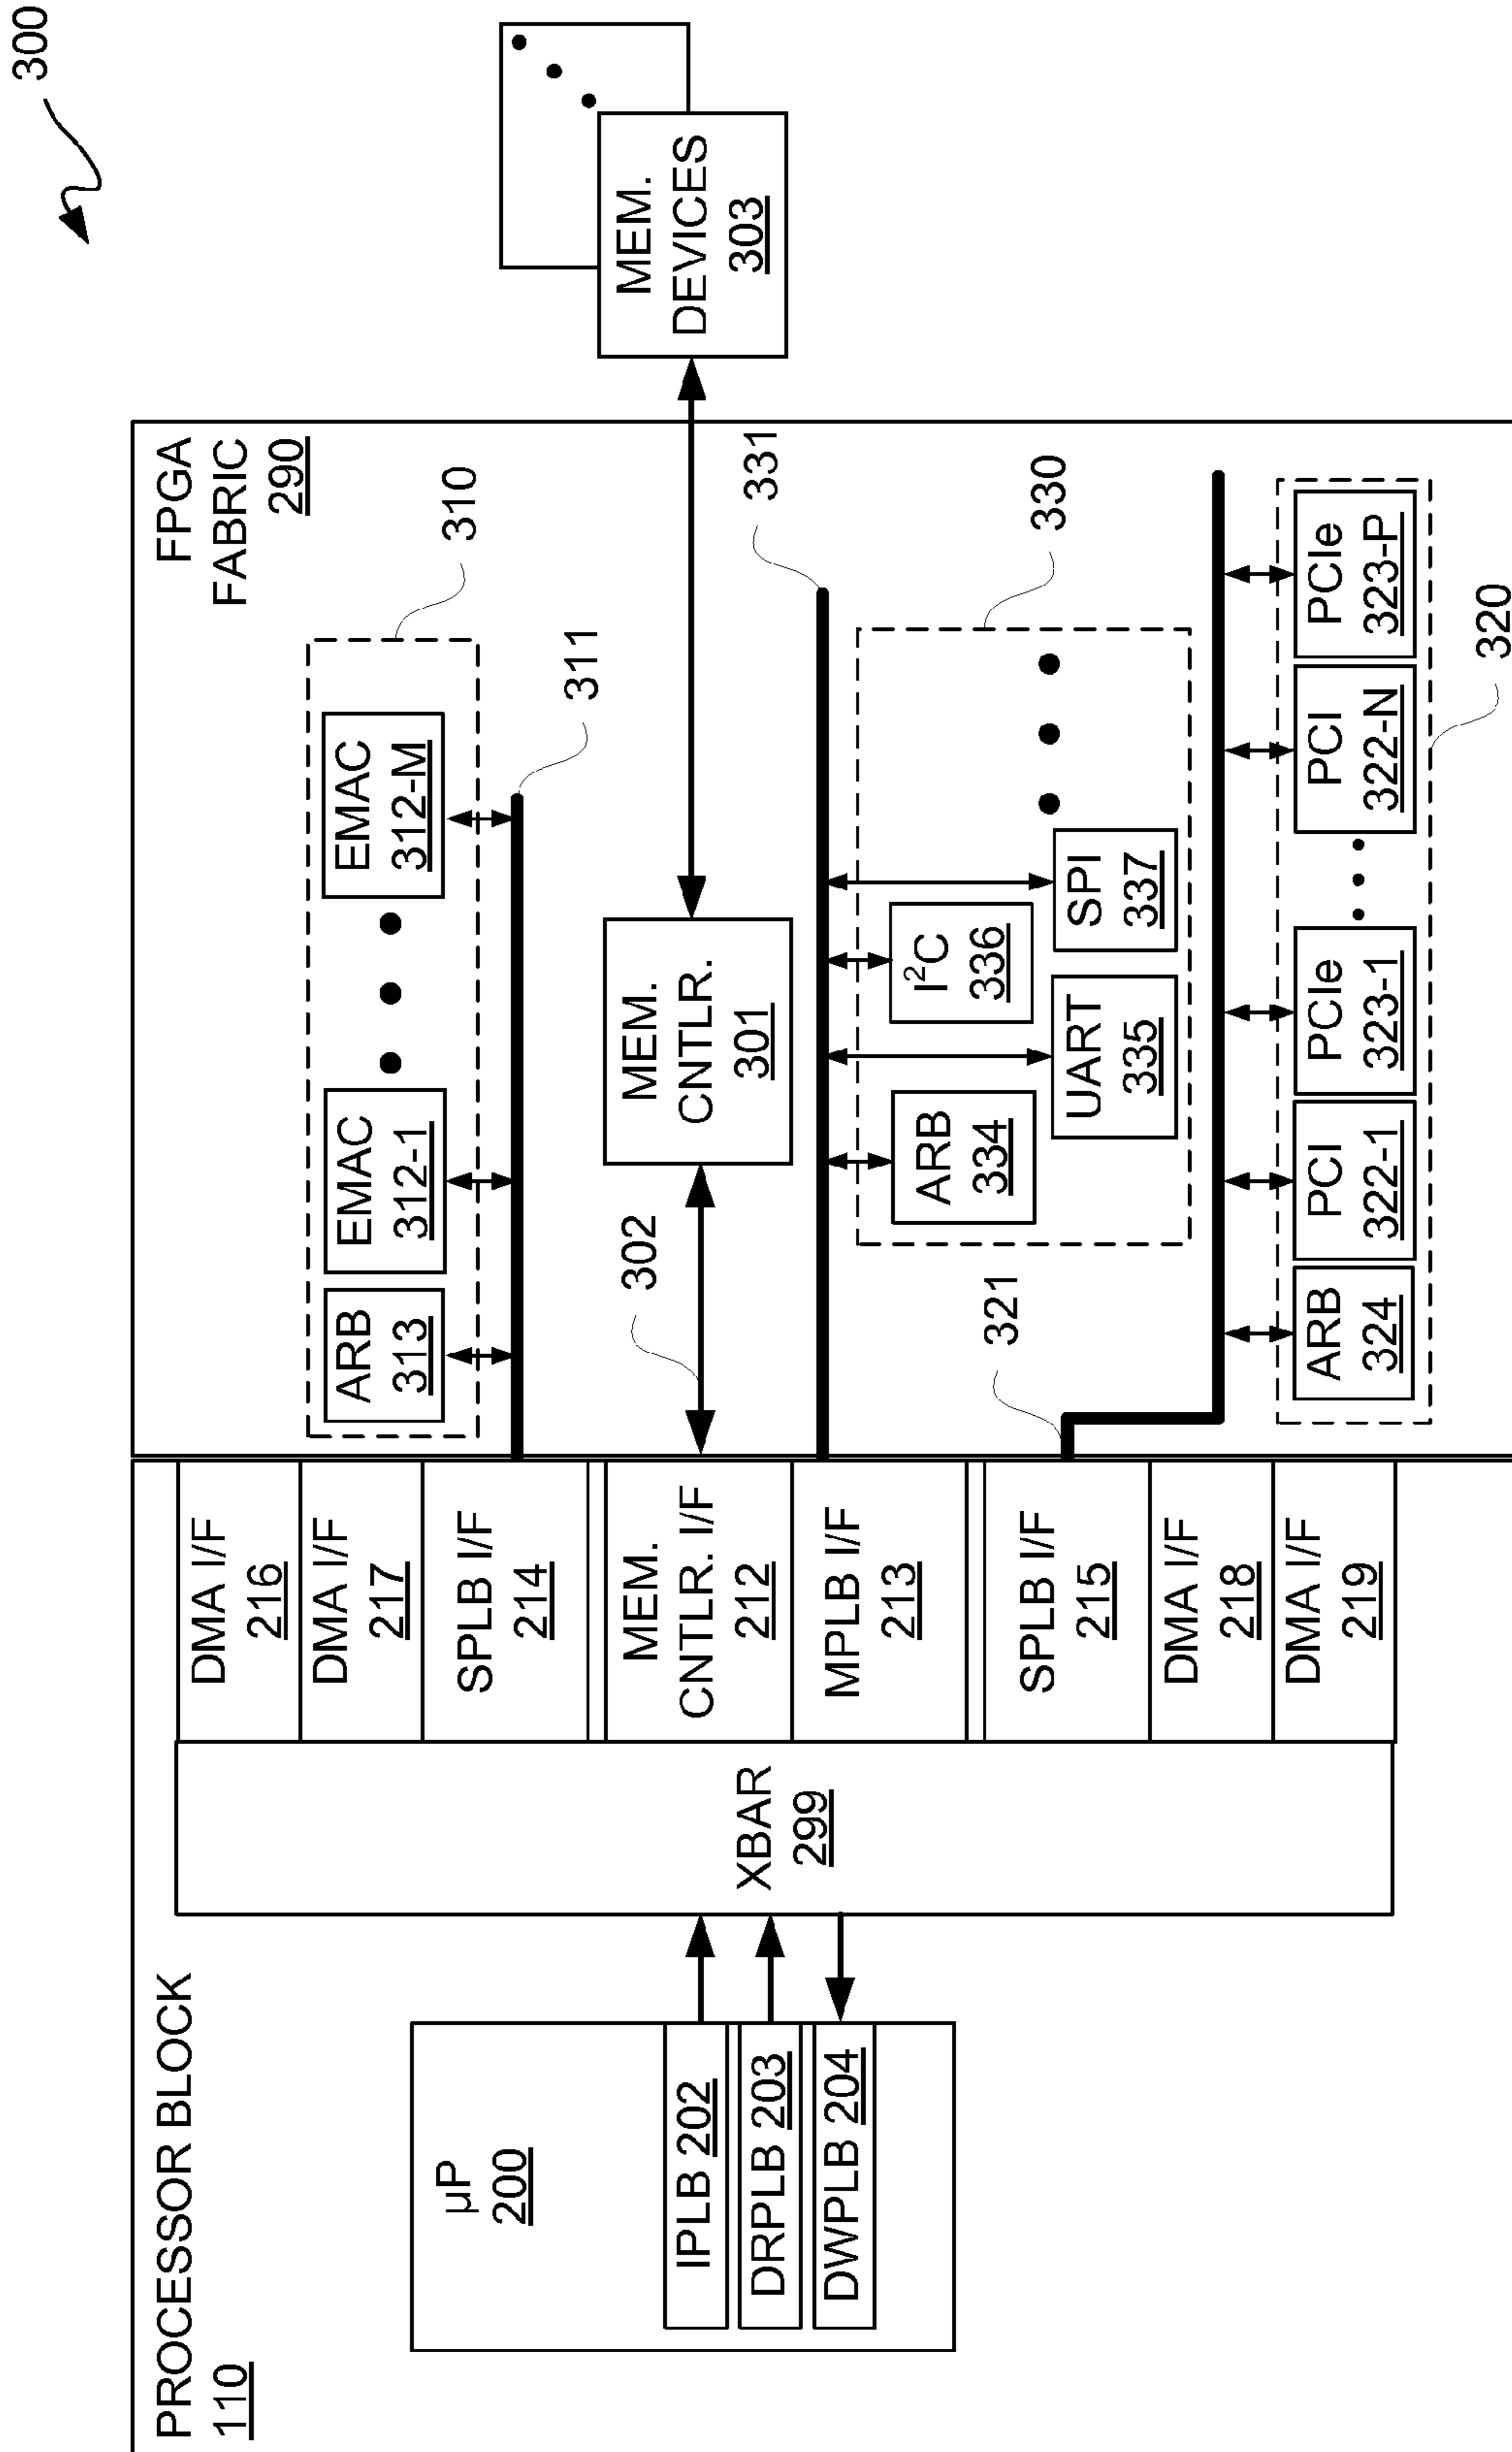 300
PROCESSOR BLOCK
110
µP
200
IPLB 202
DRPLB 203
DWPLB 204
XBAR
299
DMA I/F
216
DMA I/F
217
SPLB I/F
214
MEM.
CNTLR. I/F
212
MPLB I/F
213
SPLB I/F
215
DMA I/F
218
DMA I/F
219
FPGA
FABRIC
290
310
ARB
313
EMAC
312-1
EMAC
312-M
311
302
MEM.
CNTLR.
301
MEM.
DEVICES
303
331
330
ARB
334
UART
335
I²C
336
SPI
337
321
ARB
324
PCI
322-1
PCIe
323-1
PCI
322-N
PCIe
323-P
320